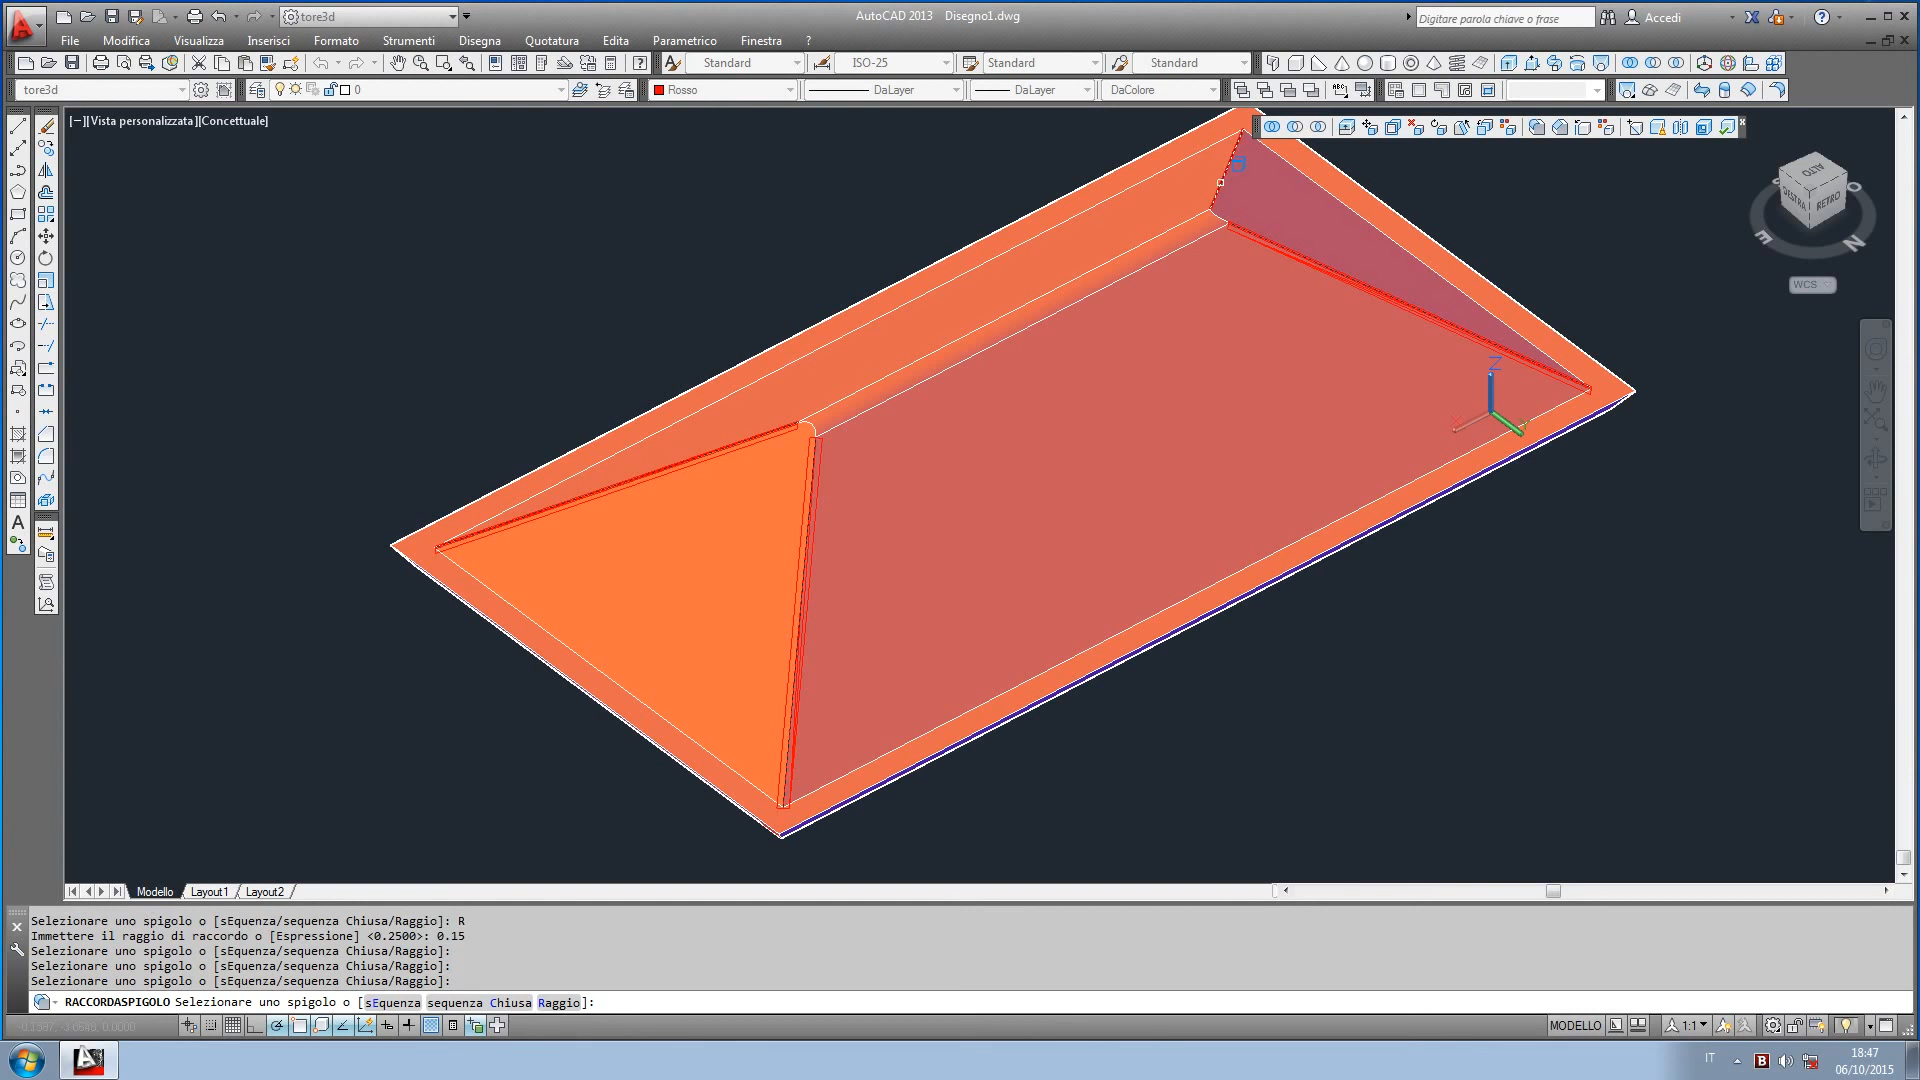 tore3d
AutoCAD 2013 Disegno1.dwg
Digitare parola chiave o frase
Accedi
File Modifica Visualizza Inserisci Formato Strumenti Disegna Quotatura Edita Parametrico Finestra ?
Standard ISO-25 Standard Standard
tore3d 0 Rosso DaLayer DaLayer DaColore
[−][Vista personalizzata][Concettuale]
ALTO
DESTRA RETRO
E N O
WCS
Z
Modello Layout1 Layout2
Selezionare uno spigolo o [sEquenza/sequenza Chiusa/Raggio]: R
Immettere il raggio di raccordo o [Espressione] <0.2500>: 0.15
Selezionare uno spigolo o [sEquenza/sequenza Chiusa/Raggio]:
Selezionare uno spigolo o [sEquenza/sequenza Chiusa/Raggio]:
Selezionare uno spigolo o [sEquenza/sequenza Chiusa/Raggio]:
RACCORDASPIGOLO Selezionare uno spigolo o [sEquenza sequenza Chiusa Raggio]:
MODELLO 1:1
IT
18:47
06/10/2015